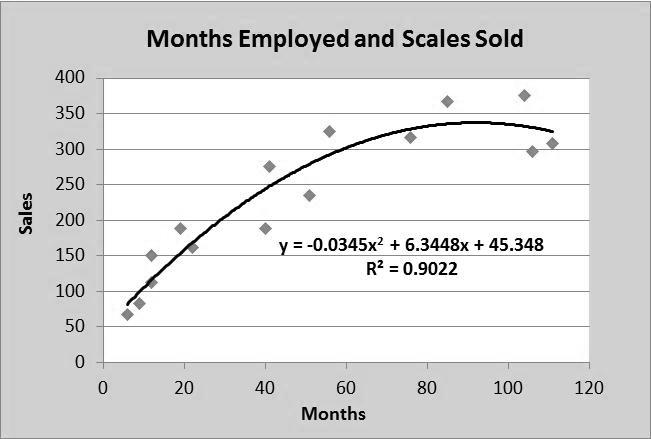 Months Employed and Scales Sold
400
350
300
250
200
150
100
50
0
Sales
y = -0.0345x² + 6.3448x + 45.348
R² = 0.9022
0 20 40 60 80 100 120
Months